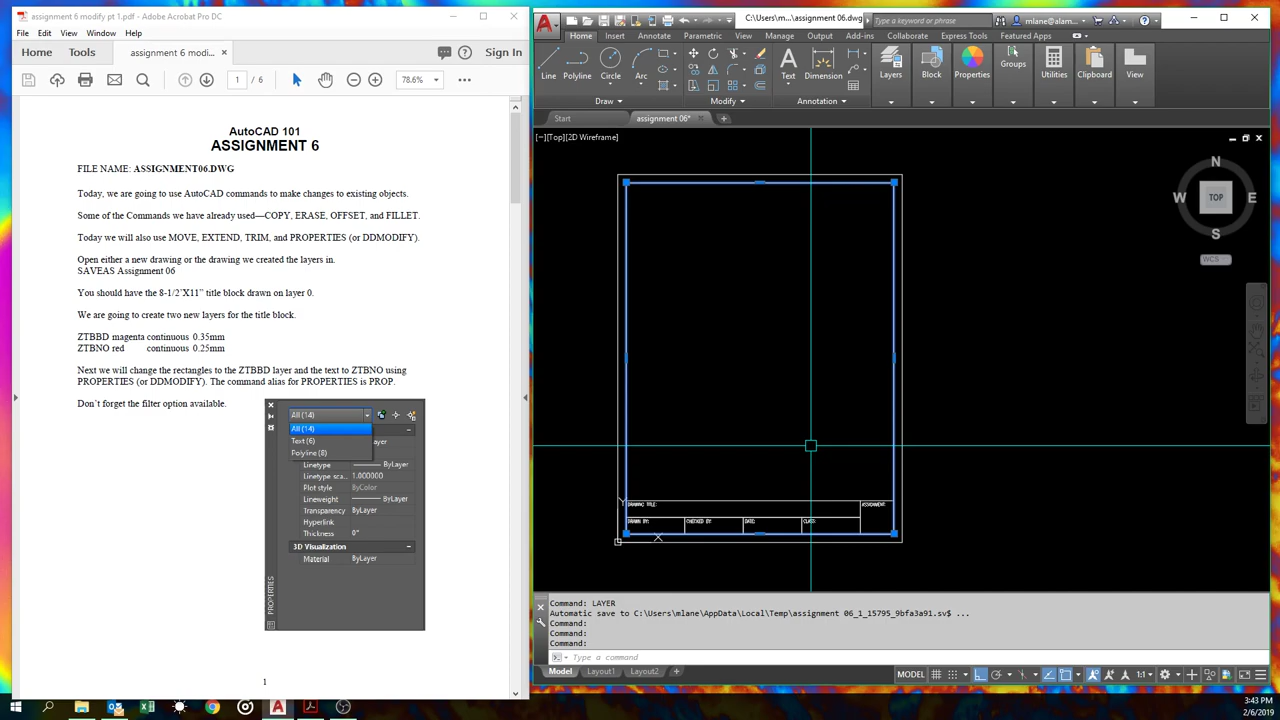 assignment 6 modify pt 1.pdf - Adobe Acrobat Pro DC
File Edit View Window Help
Home Tools assignment 6 modi... × Sign In
1 / 6 78.6%
AutoCAD 101
ASSIGNMENT 6
FILE NAME: ASSIGNMENT06.DWG
Today, we are going to use AutoCAD commands to make changes to existing objects.
Some of the Commands we have already used—COPY, ERASE, OFFSET, and FILLET.
Today we will also use MOVE, EXTEND, TRIM, and PROPERTIES (or DDMODIFY).
Open either a new drawing or the drawing we created the layers in.
SAVEAS Assignment 06
You should have the 8-1/2'X11" title block drawn on layer 0.
We are going to create two new layers for the title block.
ZTBBD magenta continuous 0.35mm
ZTBNO red continuous 0.25mm
Next we will change the rectangles to the ZTBBD layer and the text to ZTBNO using
PROPERTIES (or DDMODIFY). The command alias for PROPERTIES is PROP.
Don't forget the filter option available.
All (14)
All (14)
Text (6)
ayer
Polyline (8)
Linetype ByLayer
Linetype sca... 1.000000
Plot style ByColor
Lineweight ByLayer
Transparency ByLayer
Hyperlink
Thickness 0"
3D Visualization
Material ByLayer
PROPERTIES
1
C:\Users\m...\assignment 06.dwg Type a keyword or phrase mlane@alam...
Home Insert Annotate Parametric View Manage Output Add-ins Collaborate Express Tools Featured Apps
Line Polyline Circle Arc Text Dimension Layers Block Properties Groups Utilities Clipboard View
Draw Modify Annotation
Start assignment 06*
[−][Top][2D Wireframe]
N
W TOP E
S
WCS
Y
DRAWING TITLE: ASSIGNMENT:
DRAWN BY: CHECKED BY: DATE: CLASS:
X
Command: LAYER
Automatic save to C:\Users\mlane\AppData\Local\Temp\assignment 06_1_15795_9bfa3a91.sv$ ...
Command:
Command:
Command:
Type a command
Model Layout1 Layout2 + MODEL 1:1
3:43 PM
2/6/2019